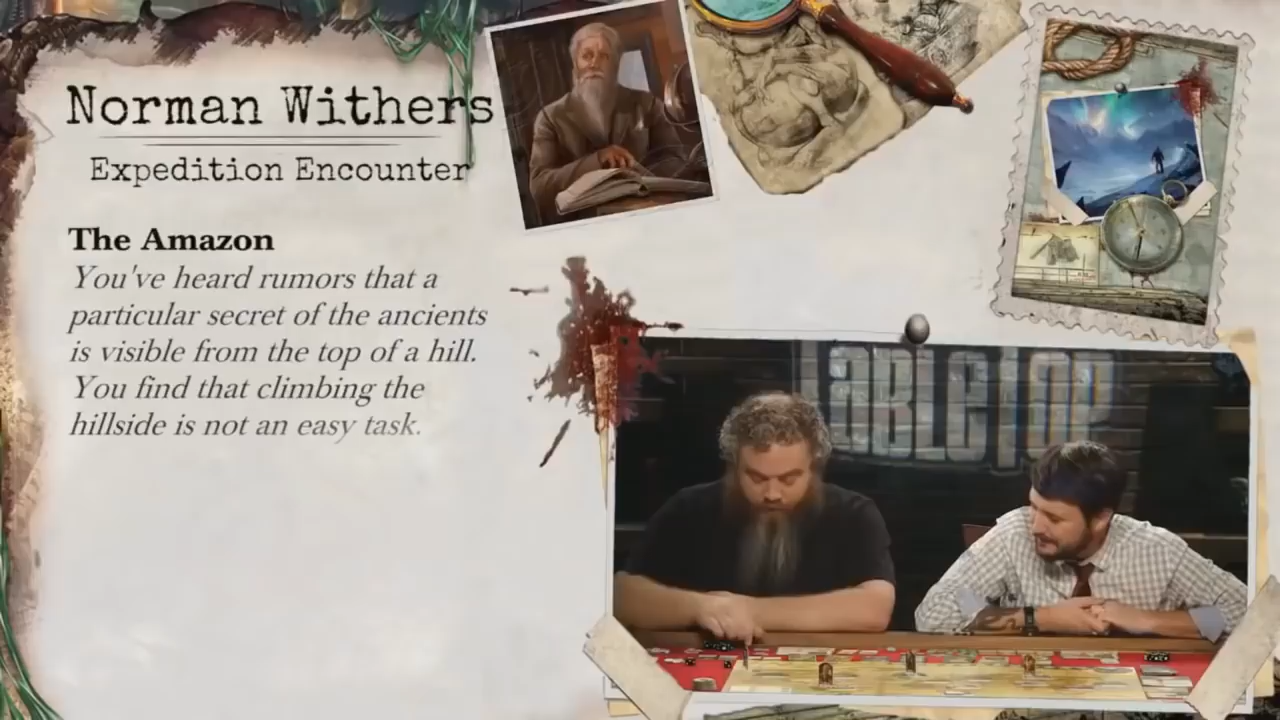 Norman Withers
Expedition Encounter
The Amazon
You've heard rumors that a
particular secret of the ancients
is visible from the top of a hill.
You find that climbing the
hillside is not an easy task.
TABLETOP